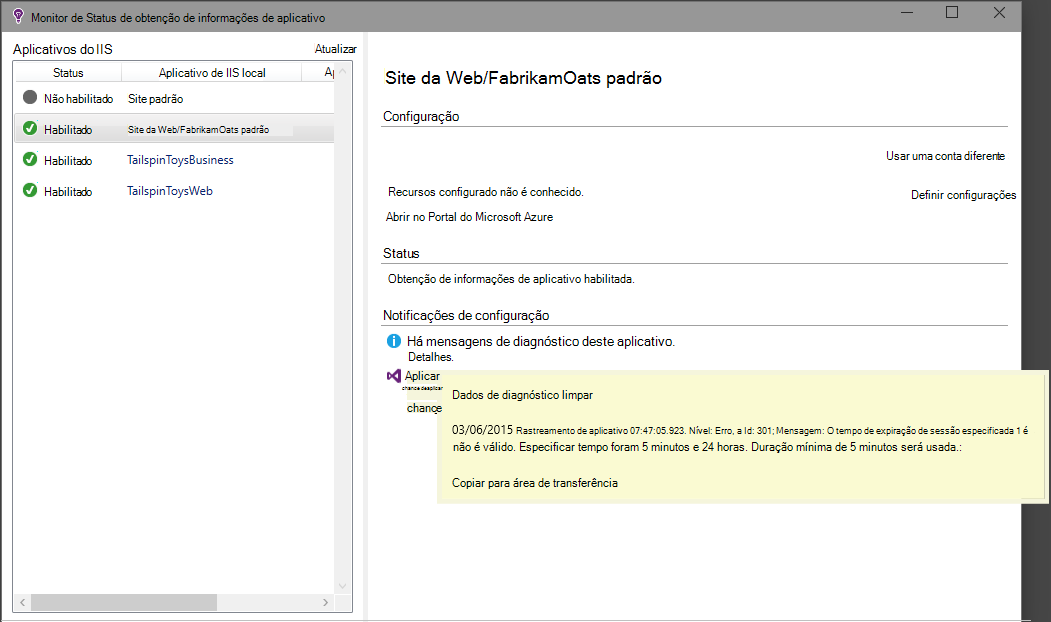 Monitor de Status de obtenção de informações de aplicativo
Aplicativos do IIS
Atualizar
Status
Aplicativo de IIS local
Não habilitado
Site padrão
Habilitado
Site da Web/FabrikamOats padrão
Habilitado
TailspinToysBusiness
Habilitado
TailspinToysWeb
Site da Web/FabrikamOats padrão
Configuração
Usar uma conta diferente
Recursos configurado não é conhecido.
Definir configurações
Abrir no Portal do Microsoft Azure
Status
Obtenção de informações de aplicativo habilitada.
Notificações de configuração
Há mensagens de diagnóstico deste aplicativo.
Detalhes.
Aplicar
chance deaplicar
chance
Dados de diagnóstico limpar
03/06/2015 Rastreamento de aplicativo 07:47:05.923. Nível: Erro, a Id: 301; Mensagem: O tempo de expiração de sessão especificada 1 é
não é válido. Especificar tempo foram 5 minutos e 24 horas. Duração mínima de 5 minutos será usada.:
Copiar para área de transferência